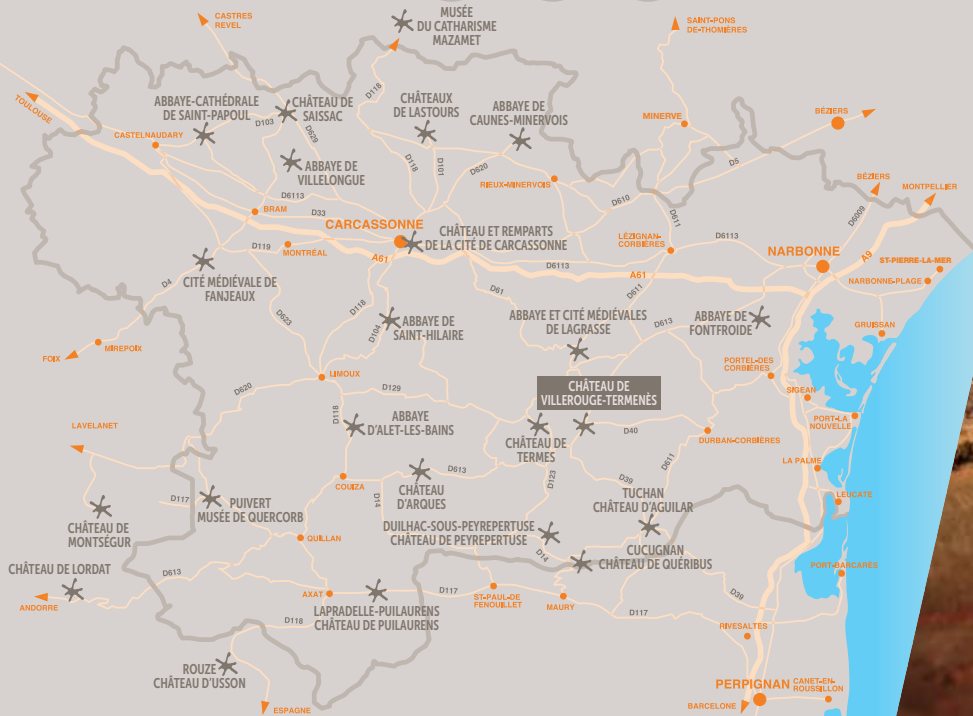 MUSÉE
DU CATHARISME
MAZAMET
CASTRES
REVEL
SAINT-PONS
DE-THOMIÈRES
TOULOUSE
ABBAYE-CATHÉDRALE
DE SAINT-PAPOUL
CHÂTEAU DE
SAISSAC
D118
CHÂTEAUX
DE LASTOURS
ABBAYE DE
CAUNES-MINERVOIS
MINERVE
BÉZIERS
CASTELNAUDARY
D103
D629
ABBAYE DE
VILLELONGUE
D118
D101
D620
RIEUX-MINERVOIS
D5
BÉZIERS
MONTPELLIER
D6113
D610
D611
D6009
BRAM
D33
CARCASSONNE
CHÂTEAU ET REMPARTS
DE LA CITÉ DE CARCASSONNE
LÉZIGNAN-
CORBIÈRES
D6113
NARBONNE
A9
ST-PIERRE-LA-MER
D119
MONTRÉAL
A61
D6113
A61
NARBONNE-PLAGE
CITÉ MÉDIÉVALE DE
FANJEAUX
D4
D61
D611
D623
D118
D104
ABBAYE DE
SAINT-HILAIRE
ABBAYE ET CITÉ MÉDIÉVALES
DE LAGRASSE
D613
ABBAYE DE
FONTFROIDE
GRUISSAN
FOIX
MIREPOIX
LIMOUX
PORTEL-DES
CORBIÈRES
D620
D129
CHÂTEAU DE
VILLEROUGE-TERMENÈS
SIGEAN
D118
ABBAYE
D'ALET-LES-BAINS
PORT-LA
NOUVELLE
LAVELANET
CHÂTEAU DE
TERMES
D40
DURBAN-CORBIÈRES
LA PALME
COUIZA
D613
D123
D39
D611
D117
D14
CHÂTEAU
D'ARQUES
TUCHAN
CHÂTEAU D'AGUILAR
LEUCATE
PUIVERT
MUSÉE DE QUERCORB
CHÂTEAU DE
MONTSÉGUR
DUILHAC-SOUS-PEYREPERTUSE
CHÂTEAU DE PEYREPERTUSE
QUILLAN
D14
CUCUGNAN
CHÂTEAU DE QUÉRIBUS
CHÂTEAU DE LORDAT
D613
PORT-BARCARÈS
ANDORRE
AXAT
D117
ST-PAUL-DE
FENOUILLET
MAURY
D39
LAPRADELLE-PUILAURENS
CHÂTEAU DE PUILAURENS
D118
D117
RIVESALTES
ROUZE
CHÂTEAU D'USSON
PERPIGNAN
CANET-EN-
ROUSSILLON
BARCELONE
ESPAGNE